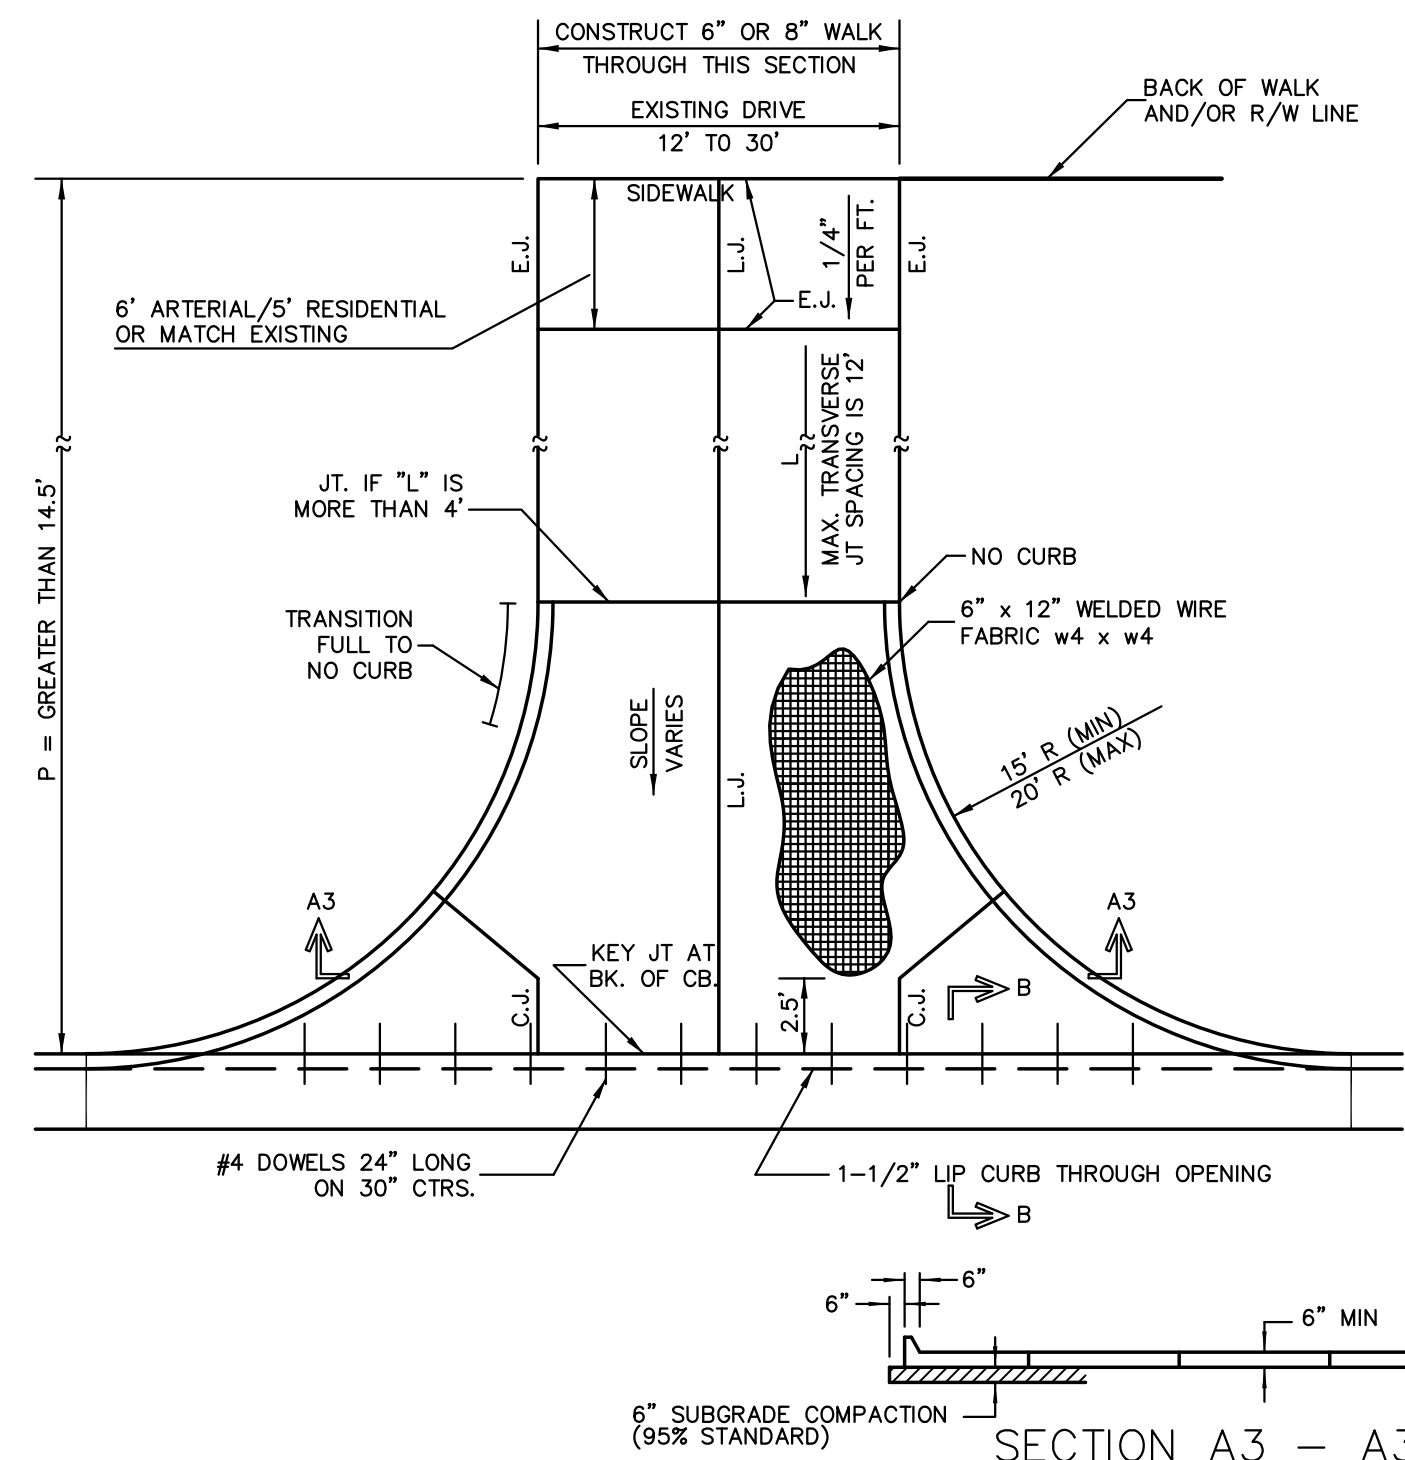 CONSTRUCT 6" OR 8" WALK
THROUGH THIS SECTION
EXISTING DRIVE
12' TO 30'
BACK OF WALK
AND/OR R/W LINE
SIDEWALK
E.J.
L.J.
1/4"
PER FT.
E.J.
E.J.
6' ARTERIAL/5' RESIDENTIAL
OR MATCH EXISTING
L
MAX. TRANSVERSE
JT SPACING IS 12'
JT. IF "L" IS
MORE THAN 4'
P = GREATER THAN 14.5'
NO CURB
TRANSITION
FULL TO
NO CURB
6" x 12" WELDED WIRE
FABRIC w4 x w4
SLOPE
VARIES
L.J.
15' R (MIN)
20' R (MAX)
A3
A3
KEY JT AT
BK. OF CB.
C.J.
2.5'
C.J.
B
#4 DOWELS 24" LONG
ON 30" CTRS.
1-1/2" LIP CURB THROUGH OPENING
B
6"
6"
6" MIN
6" SUBGRADE COMPACTION
(95% STANDARD)
SECTION A3 - A3